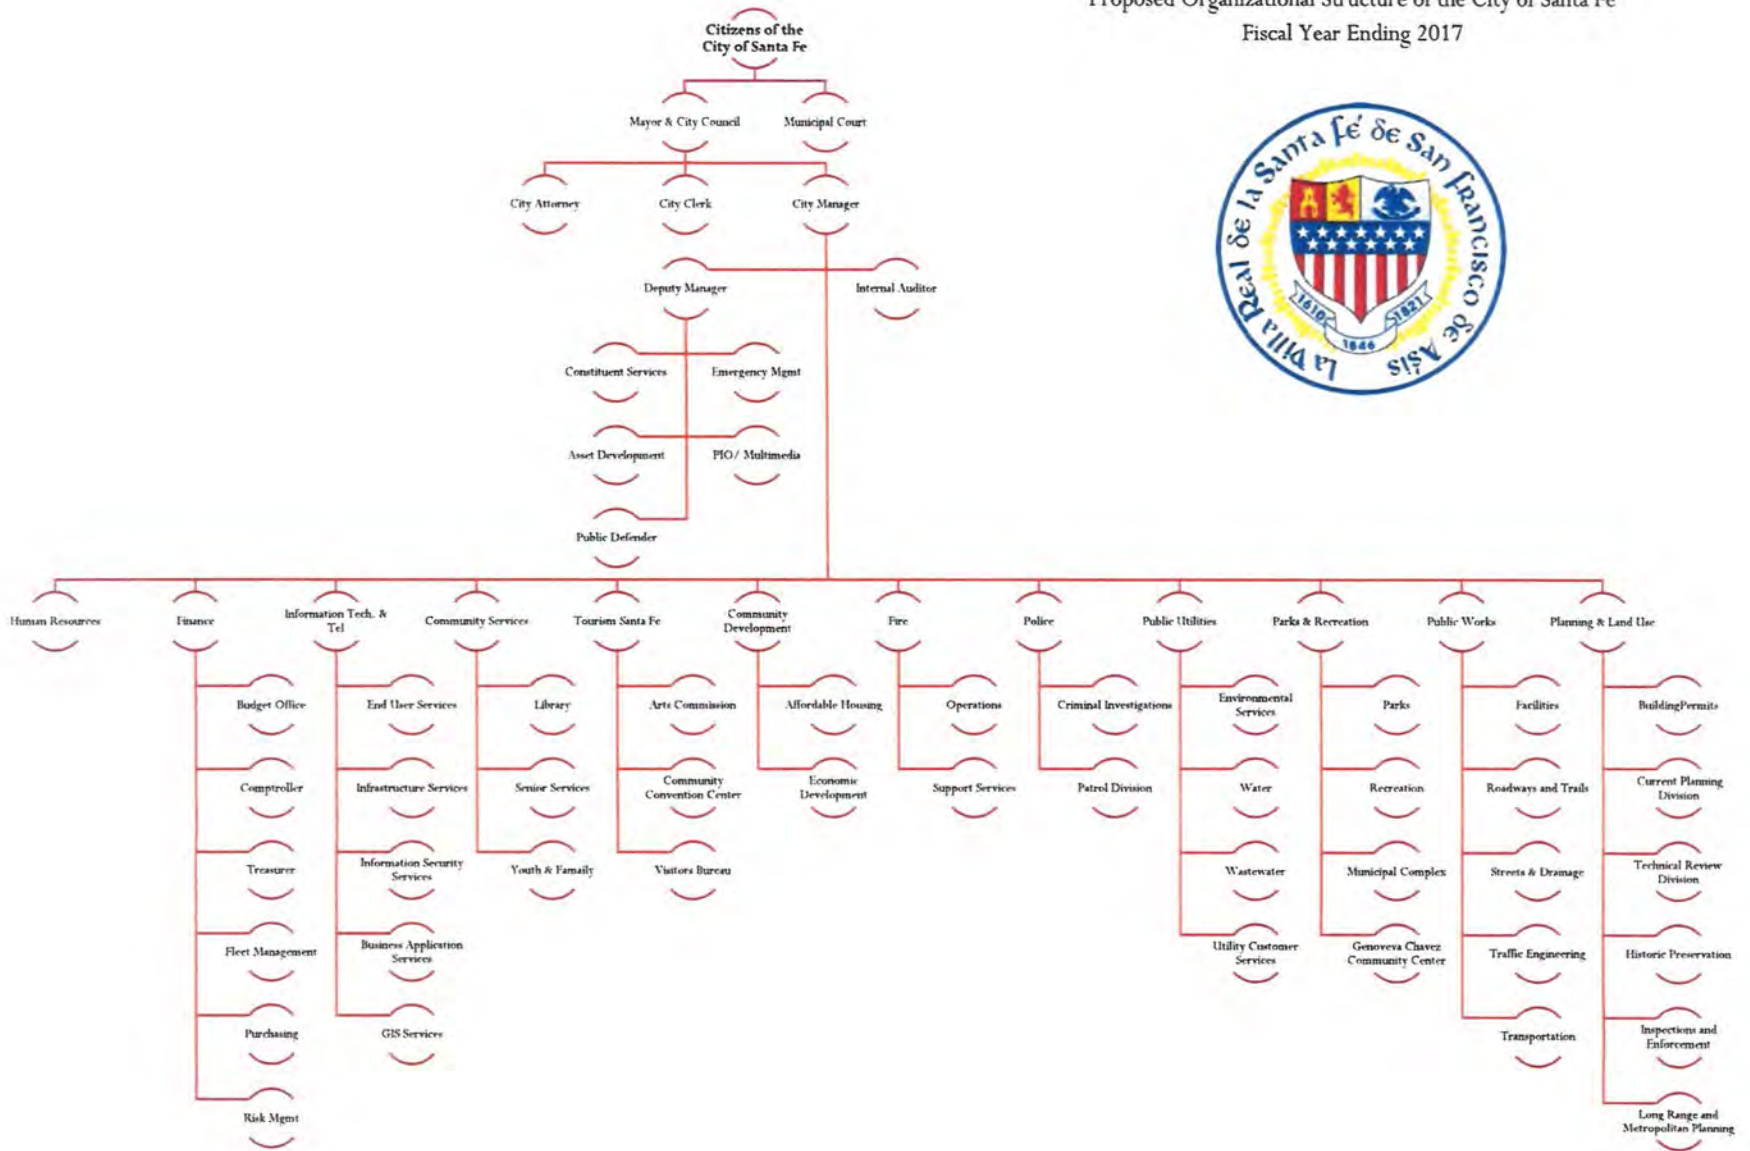 Proposed Organizational Structure of the City of Santa Fe
Fiscal Year Ending 2017
La Villa Real de la Santa Fé de San Francisco de Asis
1610
1821
1846
Citizens of the
City of Santa Fe
Mayor & City Council
Municipal Court
City Attorney
City Clerk
City Manager
Deputy Manager
Internal Auditor
Constituent Services
Emergency Mgmt
Asset Development
PIO/ Multimedia
Public Defender
Human Resources
Finance
Information Tech. &
Tel
Community Services
Tourism Santa Fe
Community
Development
Fire
Police
Public Utilities
Parks & Recreation
Public Works
Planning & Land Use
Budget Office
End User Services
Library
Arts Commission
Affordable Housing
Operations
Criminal Investigations
Environmental
Services
Parks
Facilities
BuildingPermits
Comptroller
Infrastructure Services
Senior Services
Community
Convention Center
Economic
Development
Support Services
Patrol Division
Water
Recreation
Roadways and Trails
Current Planning
Division
Treasurer
Information Security
Services
Youth & Famaily
Visitors Bureau
Wastewater
Municipal Complex
Streets & Drainage
Technical Review
Division
Fleet Management
Business Application
Services
Utility Customer
Services
Genoveva Chavez
Community Center
Traffic Engineering
Historic Preservation
Purchasing
GIS Services
Transportation
Inspections and
Enforcement
Risk Mgmt
Long Range and
Metropolitan Planning